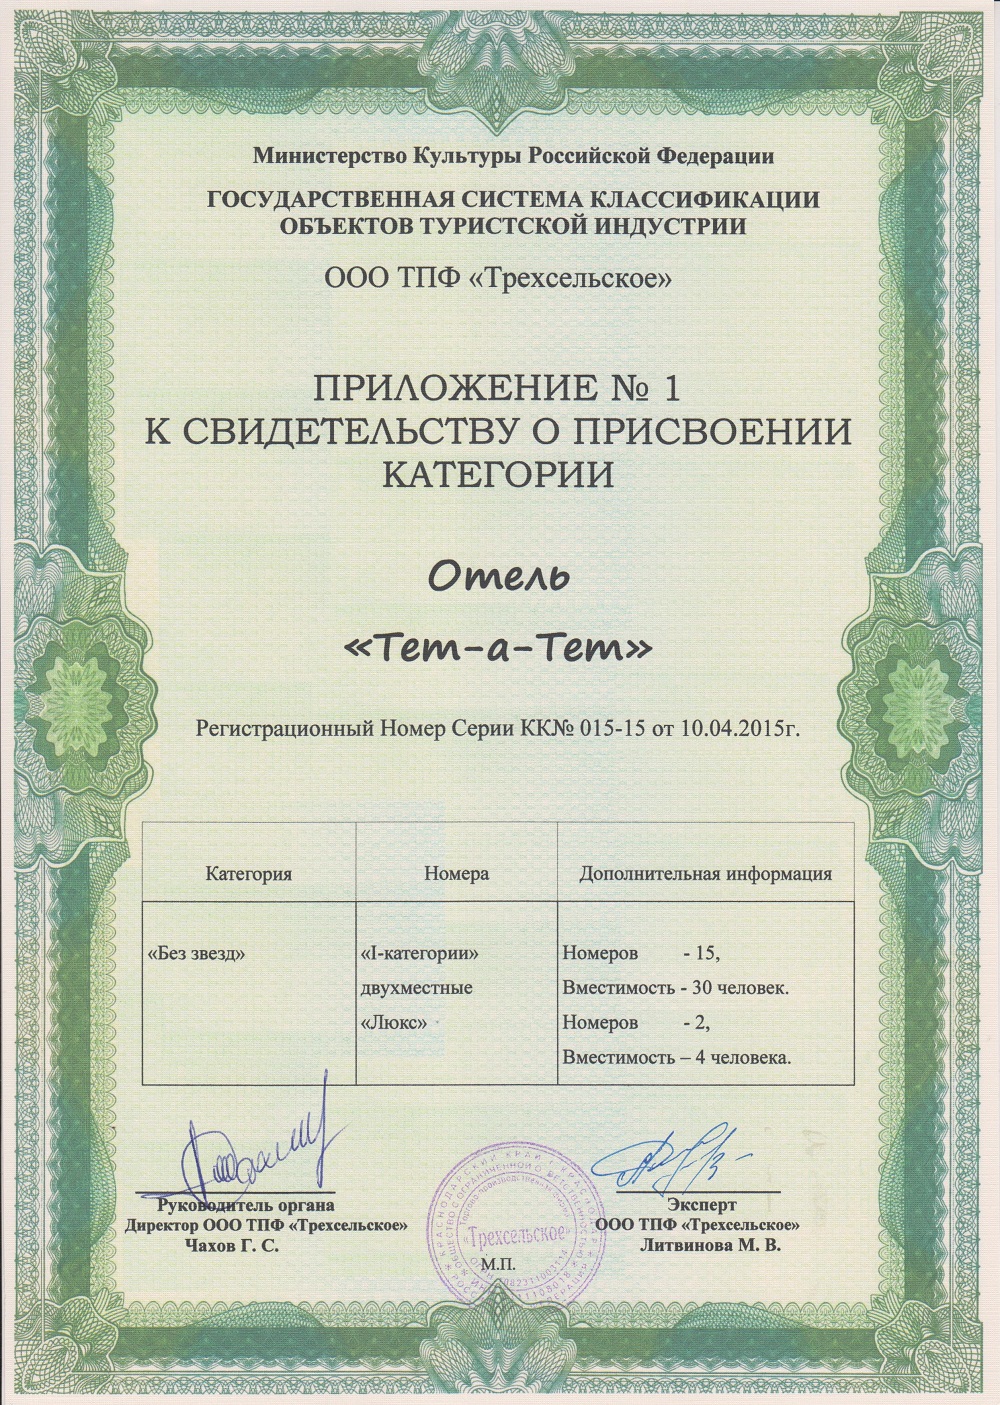 Министерство Культуры Российской Федерации
ГОСУДАРСТВЕННАЯ СИСТЕМА КЛАССИФИКАЦИИ
ОБЪЕКТОВ ТУРИСТСКОЙ ИНДУСТРИИ
ООО ТПФ «Трехсельское»
ПРИЛОЖЕНИЕ № 1
К СВИДЕТЕЛЬСТВУ О ПРИСВОЕНИИ
КАТЕГОРИИ
Отель
«Тет-а-Тет»
Регистрационный Номер Серии КК№ 015-15 от 10.04.2015г.
Категория Номера Дополнительная информация
«Без звезд» «I-категории» Номеров - 15,
двухместные Вместимость - 30 человек.
«Люкс» Номеров - 2,
Вместимость – 4 человека.
Руководитель органа
Директор ООО ТПФ «Трехсельское»
Чахов Г. С.
Эксперт
ООО ТПФ «Трехсельское»
Литвинова М. В.
«Трехсельское»
М.П.